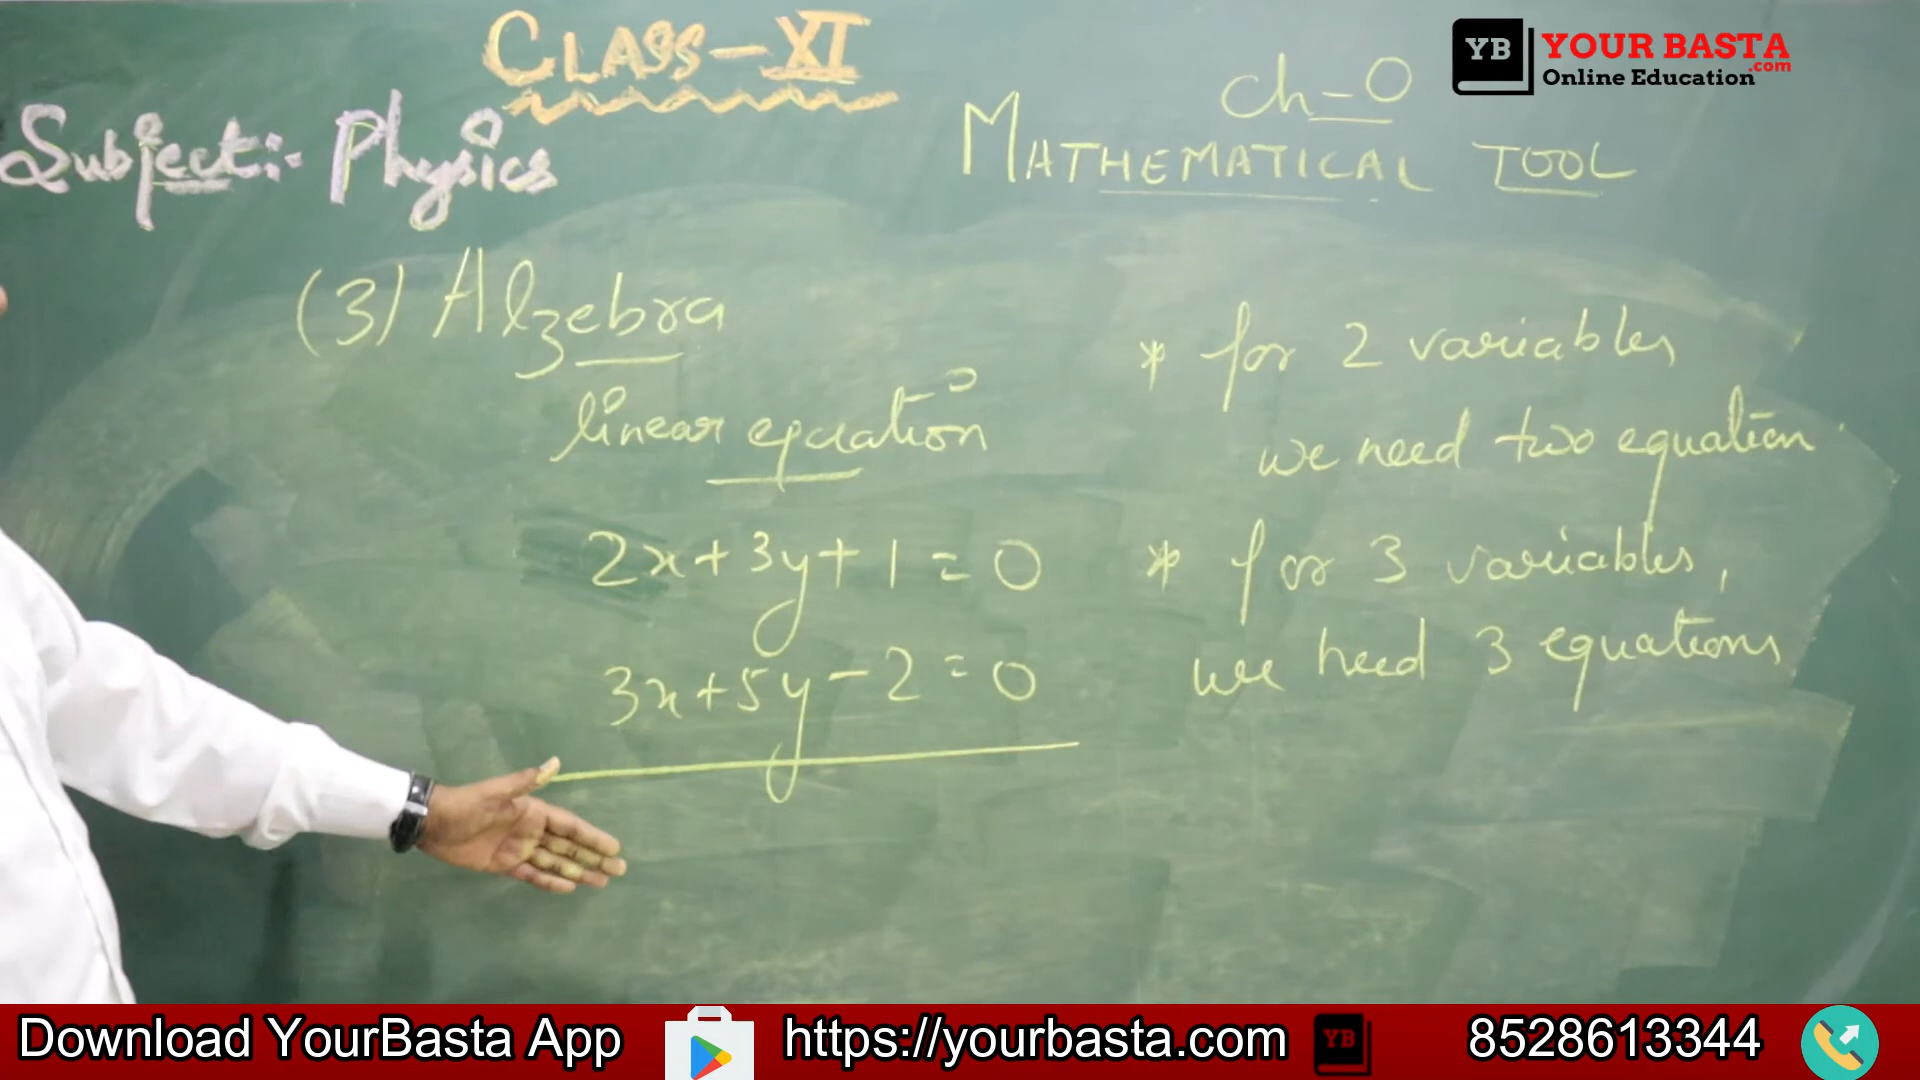 CLASS-XI
YB YOUR BASTA
.com
Online Education
Subject:- Physics
Ch-0
MATHEMATICAL TOOL
(3) Algebra
linear equation
2x+3y+1=0
3x+5y-2=0
* for 2 variables
we need two equation
* for 3 variables,
we need 3 equations
Download YourBasta App https://yourbasta.com YB 8528613344